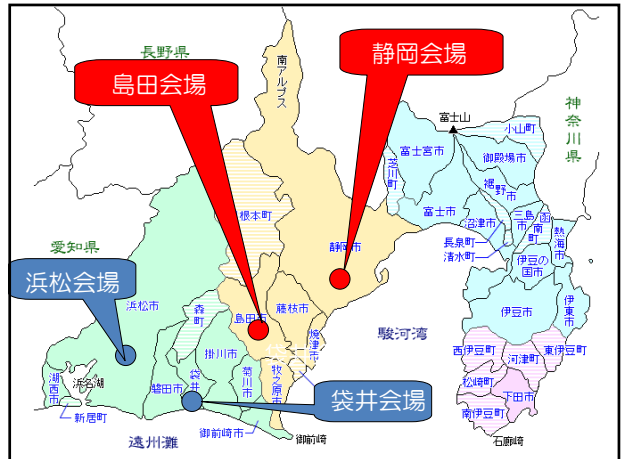 長野県
南アルプス
島田会場
静岡会場
神奈川県
富士山
小山町
芝川町
富士宮市
御殿場市
裾野市
根本町
富士市
沼津市
三島市
函南町
熱海市
静岡市
長泉町
清水町
愛知県
伊豆の国市
浜松会場
浜松市
森町
島田市
藤枝市
伊豆市
伊東市
焼津市
駿河湾
掛川市
西伊豆町
河津町
東伊豆町
湖西市
浜名湖
磐田市
袋井
菊川市
牧之原市
松崎町
下田市
新居町
袋井会場
南伊豆町
御前崎市
御前崎
遠州灘
石廊崎